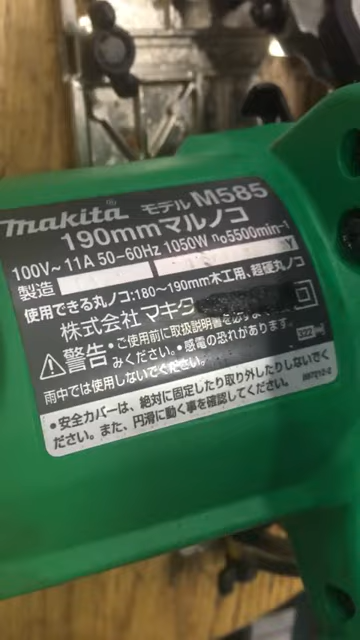 makita モデル M585
190mmマルノコ
100V~ 11A 50-60Hz 1050W n₀5500min⁻¹
製造 Y
使用できる丸ノコ:180~190mm木工用、超硬丸ノコ
株式会社マキタ
⚠警告 ・ご使用前に取扱説明書を必ず
みください。・感電の恐れがあります。
雨中では使用しないでください。
・安全カバーは、絶対に固定したり取り外したりしないでく
ださい。また、円滑に動く事を確認してください。